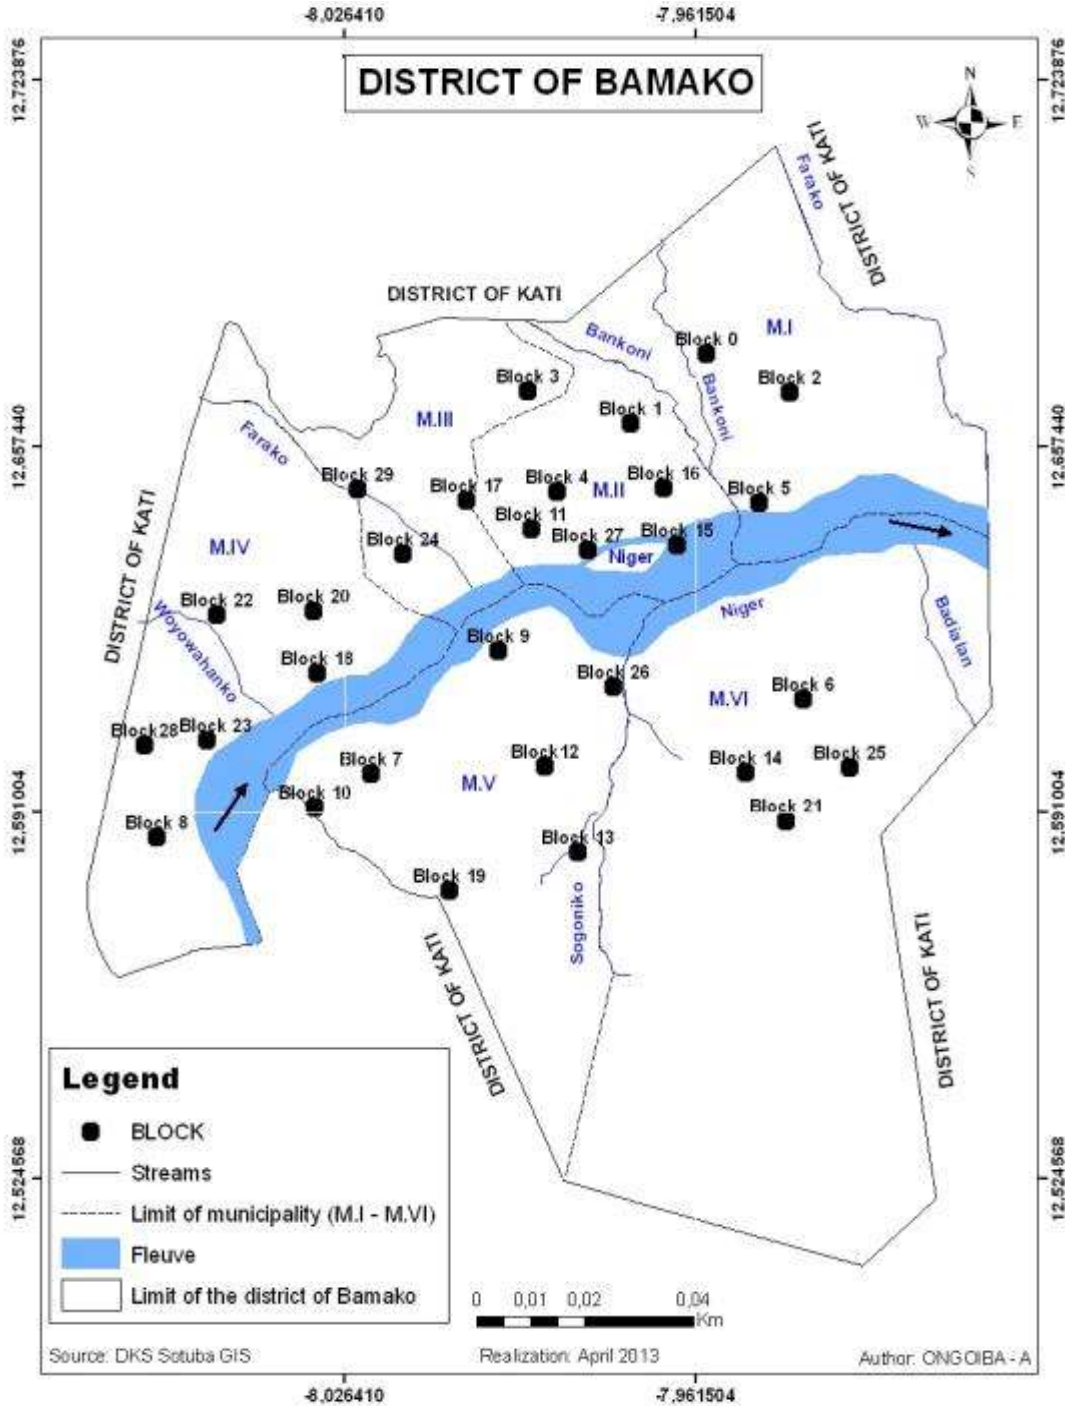 -8,026410
-7,961504
12,723876
12,723876
DISTRICT OF BAMAKO
N
W
E
S
DISTRICT OF KATI
Farako
DISTRICT OF KATI
M.I
Bankoni
Block 0
Block 3
Block 2
Bankoni
Block 1
M.III
12,657440
12,657440
Farako
Block 29
Block 17
Block 4
M.II
Block 16
Block 5
Block 11
Block 15
Block 24
Block 27
Niger
M.IV
DISTRICT OF KATI
Block 22
Block 20
Niger
Badialan
Woyowahanko
Block 9
Block 18
Block 26
Block 6
M.VI
Block28
Block 23
Block 7
M.V
Block12
Block 14
Block 25
Block 10
12,591004
12,591004
Block 8
Block 21
Block 13
Block 19
Sogoniko
DISTRICT OF KATI
DISTRICT OF KATI
Legend
BLOCK
Streams
Limit of municipality (M.I - M.VI)
Fleuve
Limit of the district of Bamako
12,524568
12,524568
0 0,01 0,02 0,04
Km
Source: DKS Sotuba GIS
Realization: April 2013
Author: ONGOIBA - A
-8,026410
-7,961504